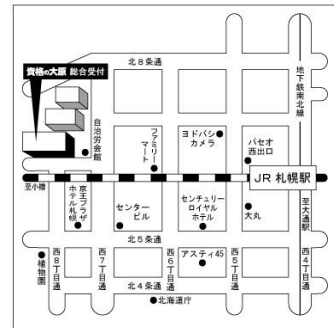 北8条通
資格の大原 総合受付
自治労会館
ファミリー
マート
ヨドバシ
カメラ
パセオ
西出口
地下鉄南北線
JR 札幌駅
至小樽
京王プラザ
ホテル札幌
センター
ビル
センチュリー
ロイヤル
ホテル
大丸
至大通駅
北5条通
植物園
西8丁目通
西7丁目通
西6丁目通
アスティ45
西5丁目通
西4丁目通
北4条通
北海道庁